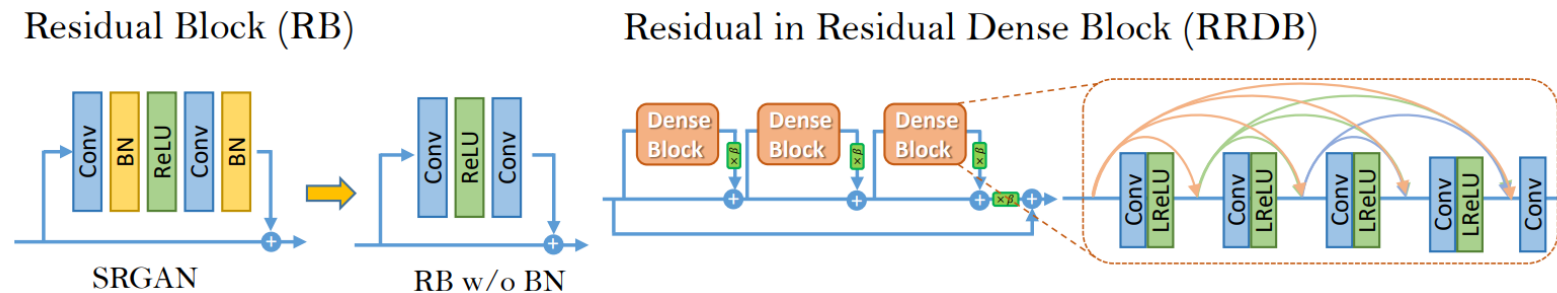 Residual Block (RB)
Residual in Residual Dense Block (RRDB)
Conv
BN
ReLU
Conv
BN
SRGAN
Conv
ReLU
Conv
RB w/o BN
Dense
Block
× β
Dense
Block
× β
Dense
Block
× β
× β
Conv
LReLU
Conv
LReLU
Conv
LReLU
Conv
LReLU
Conv